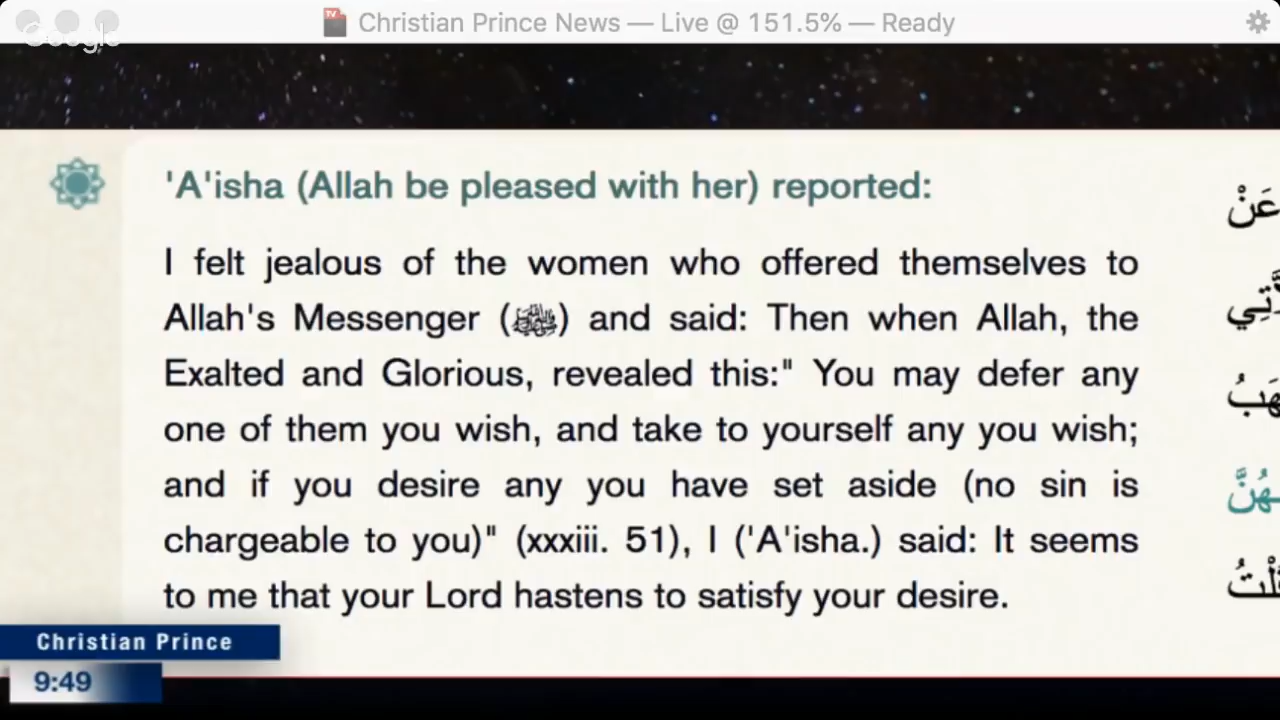 Christian Prince News — Live @ 151.5% — Ready
Google
'A'isha (Allah be pleased with her) reported:
I felt jealous of the women who offered themselves to
Allah's Messenger (ﷺ) and said: Then when Allah, the
Exalted and Glorious, revealed this:" You may defer any
one of them you wish, and take to yourself any you wish;
and if you desire any you have set aside (no sin is
chargeable to you)" (xxxiii. 51), I ('A'isha.) said: It seems
to me that your Lord hastens to satisfy your desire.
عَنْ
Christian Prince
9:49